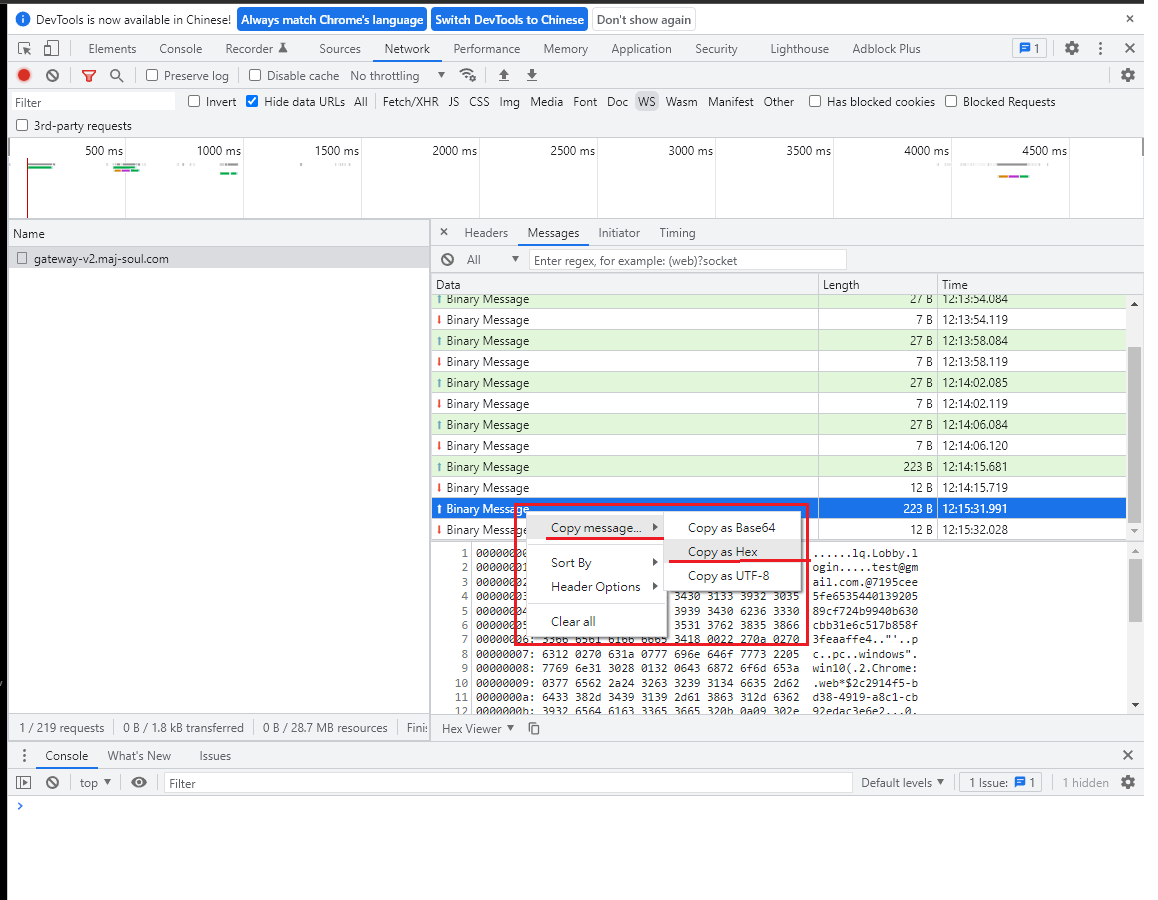 DevTools is now available in Chinese! Always match Chrome's language Switch DevTools to Chinese Don't show again
Elements Console Recorder Sources Network Performance Memory Application Security Lighthouse Adblock Plus 1
Preserve log Disable cache No throttling
Filter Invert Hide data URLs All Fetch/XHR JS CSS Img Media Font Doc WS Wasm Manifest Other Has blocked cookies Blocked Requests
3rd-party requests
500 ms 1000 ms 1500 ms 2000 ms 2500 ms 3000 ms 3500 ms 4000 ms 4500 ms
Name
gateway-v2.maj-soul.com
Headers Messages Initiator Timing
All Enter regex, for example: (web)?socket
Data Length Time
Binary Message 27 B 12:13:54.084
Binary Message 7 B 12:13:54.119
Binary Message 27 B 12:13:58.084
Binary Message 7 B 12:13:58.119
Binary Message 27 B 12:14:02.085
Binary Message 7 B 12:14:02.119
Binary Message 27 B 12:14:06.084
Binary Message 7 B 12:14:06.120
Binary Message 223 B 12:14:15.681
Binary Message 12 B 12:14:15.719
Binary Message 223 B 12:15:31.991
Binary Message 12 B 12:15:32.028
Copy message...
Sort By
Header Options
Clear all
Copy as Base64
Copy as Hex
Copy as UTF-8
1 ......lq.Lobby.l
2 ogin.....test@gm
3 ail.com.@7195cee
4 3430 3133 3932 3035 5fe6535440139205
5 3939 3430 6236 3330 89cf724b9940b630
6 3531 3762 3835 3866 cbb31e6c517b858f
7 00000006: 3366 6561 6166 6665 3418 0022 270a 0270 3feaaffe4.."'..p
8 00000007: 6312 0270 631a 0777 696e 646f 7773 2205 c..pc..windows".
9 00000008: 7769 6e31 3028 0132 0643 6872 6f6d 653a win10(.2.Chrome:
10 00000009: 0377 6562 2a24 3263 3239 3134 6635 2d62 .web*$2c2914f5-b
11 0000000a: 6433 382d 3439 3139 2d61 3863 312d 6362 d38-4919-a8c1-cb
12 0000000b: 3932 6564 6163 3365 3665 320b 0a09 302e 92edac3e6e2...0.
1 / 219 requests 0 B / 1.8 kB transferred 0 B / 28.7 MB resources Hex Viewer
Console What's New Issues
top Filter Default levels 1 Issue: 1 1 hidden